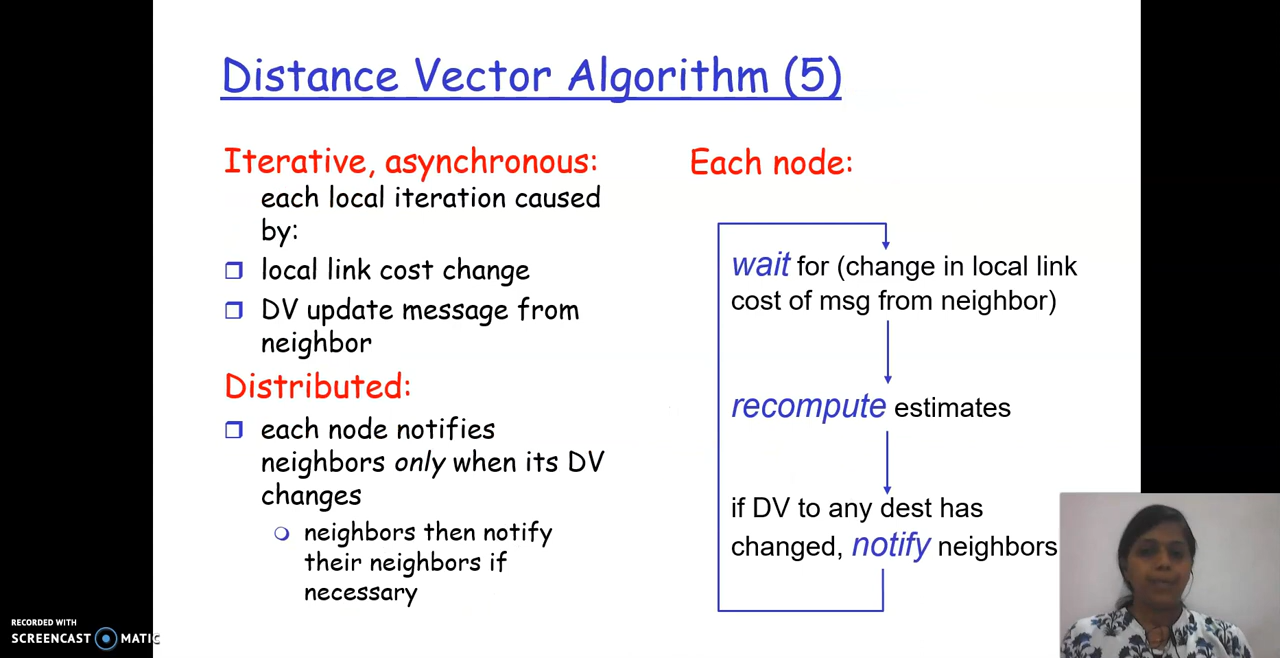 Distance Vector Algorithm (5)
Iterative, asynchronous:
each local iteration caused
by:
local link cost change
DV update message from
neighbor
Distributed:
each node notifies
neighbors only when its DV
changes
neighbors then notify
their neighbors if
necessary
Each node:
wait for (change in local link
cost of msg from neighbor)
recompute estimates
if DV to any dest has
changed, notify neighbors
RECORDED WITH
SCREENCAST MATIC